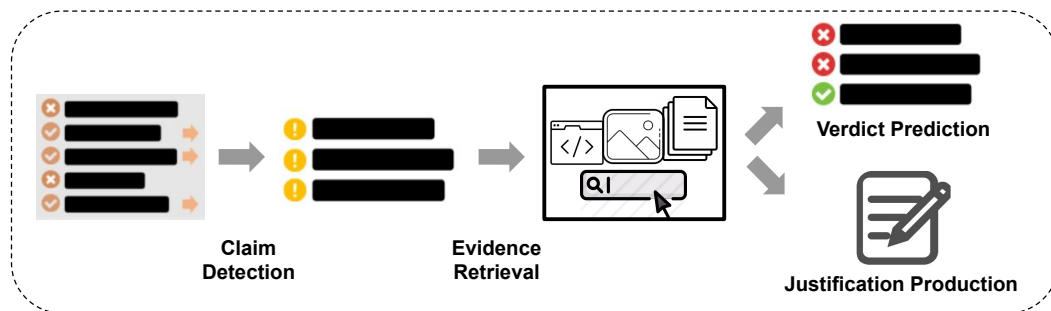 </>
Claim
Detection
Evidence
Retrieval
Verdict Prediction
Justification Production